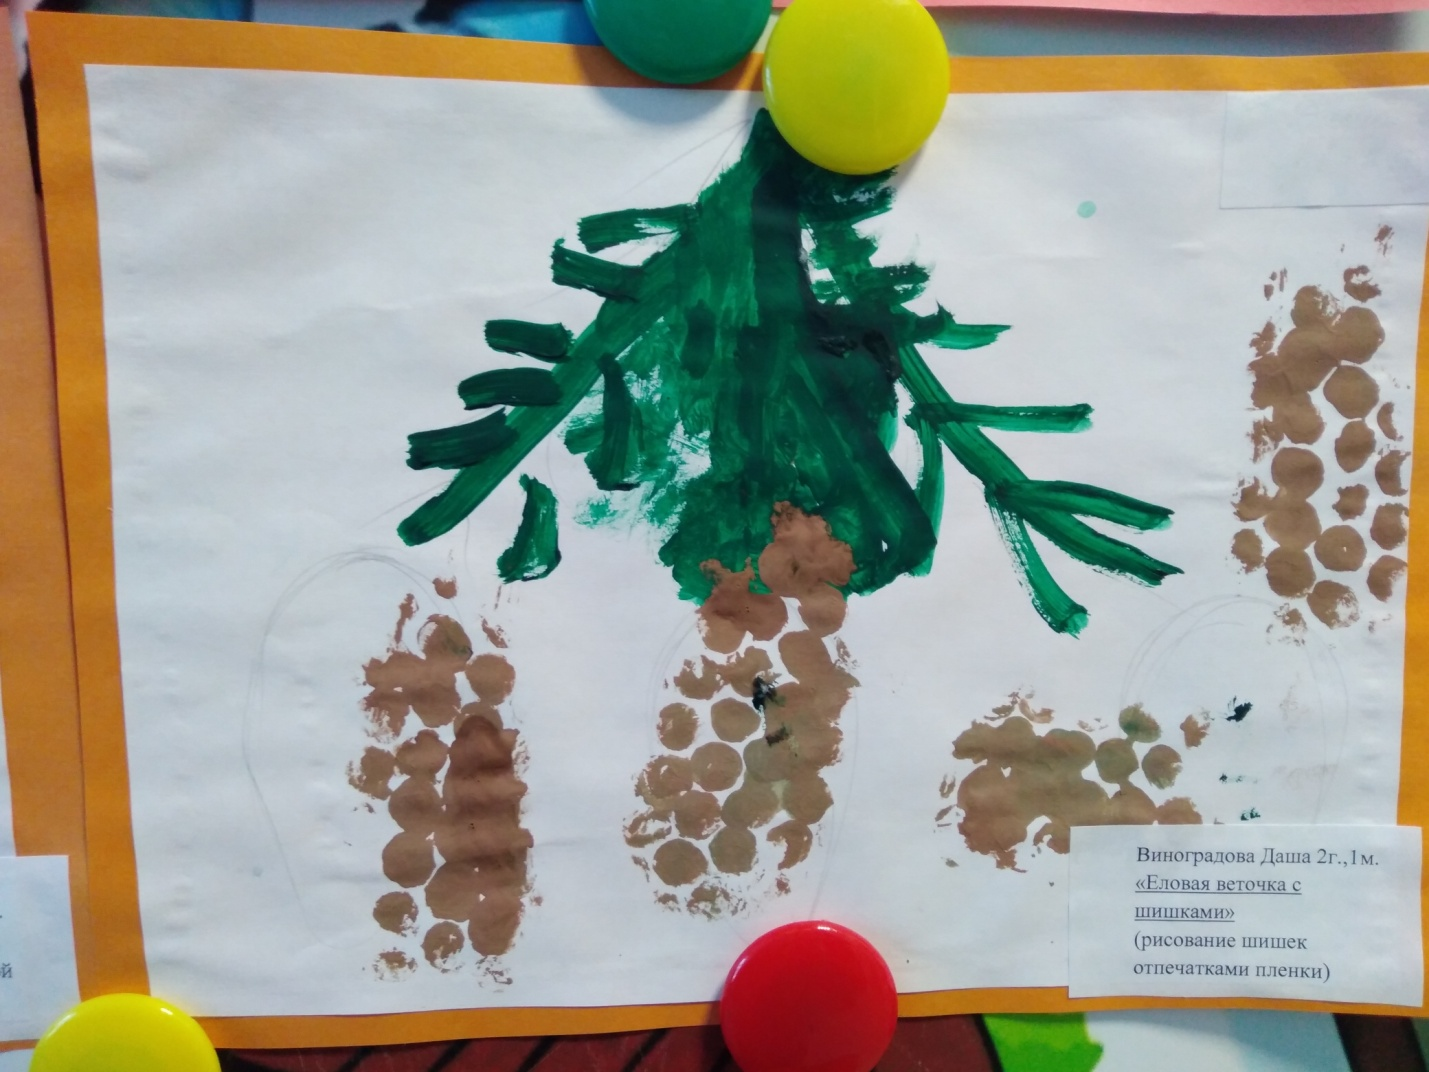 Виноградова Даша 2г.,1м.
«Еловая веточка с
шишками»
(рисование шишек
отпечатками пленки)